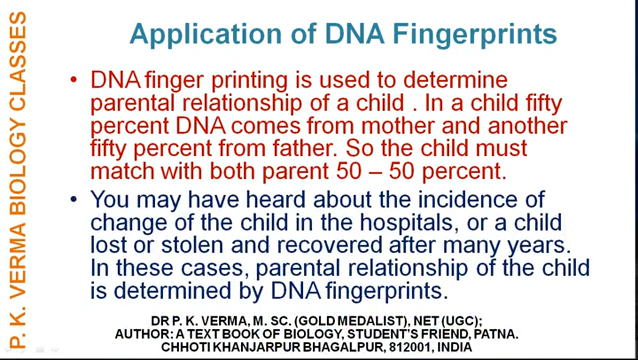 P. K. VERMA BIOLOGY CLASSES
Application of DNA Fingerprints
• DNA finger printing is used to determine
parental relationship of a child . In a child fifty
percent DNA comes from mother and another
fifty percent from father. So the child must
match with both parent 50 – 50 percent.
• You may have heard about the incidence of
change of the child in the hospitals, or a child
lost or stolen and recovered after many years.
In these cases, parental relationship of the child
is determined by DNA fingerprints.
DR P. K. VERMA, M. SC. (GOLD MEDALIST), NET (UGC);
AUTHOR: A TEXT BOOK OF BIOLOGY, STUDENT'S FRIEND, PATNA.
CHHOTI KHANJARPUR BHAGALPUR, 812001, INDIA